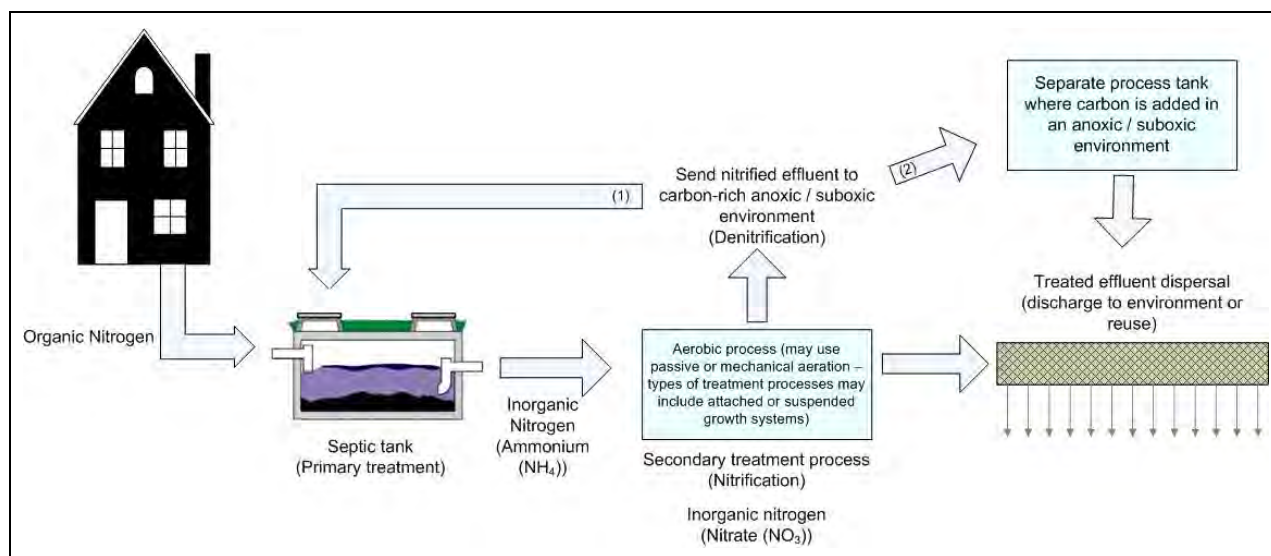 Organic Nitrogen
Septic tank
(Primary treatment)
Inorganic
Nitrogen
(Ammonium
(NH₄))
(1)
Send nitrified effluent to
carbon-rich anoxic / suboxic
environment
(Denitrification)
(2)
Separate process tank
where carbon is added in
an anoxic / suboxic
environment
Aerobic process (may use
passive or mechanical aeration –
types of treatment processes may
include attached or suspended
growth systems)
Secondary treatment process
(Nitrification)
Inorganic nitrogen
(Nitrate (NO₃))
Treated effluent dispersal
(discharge to environment or
reuse)